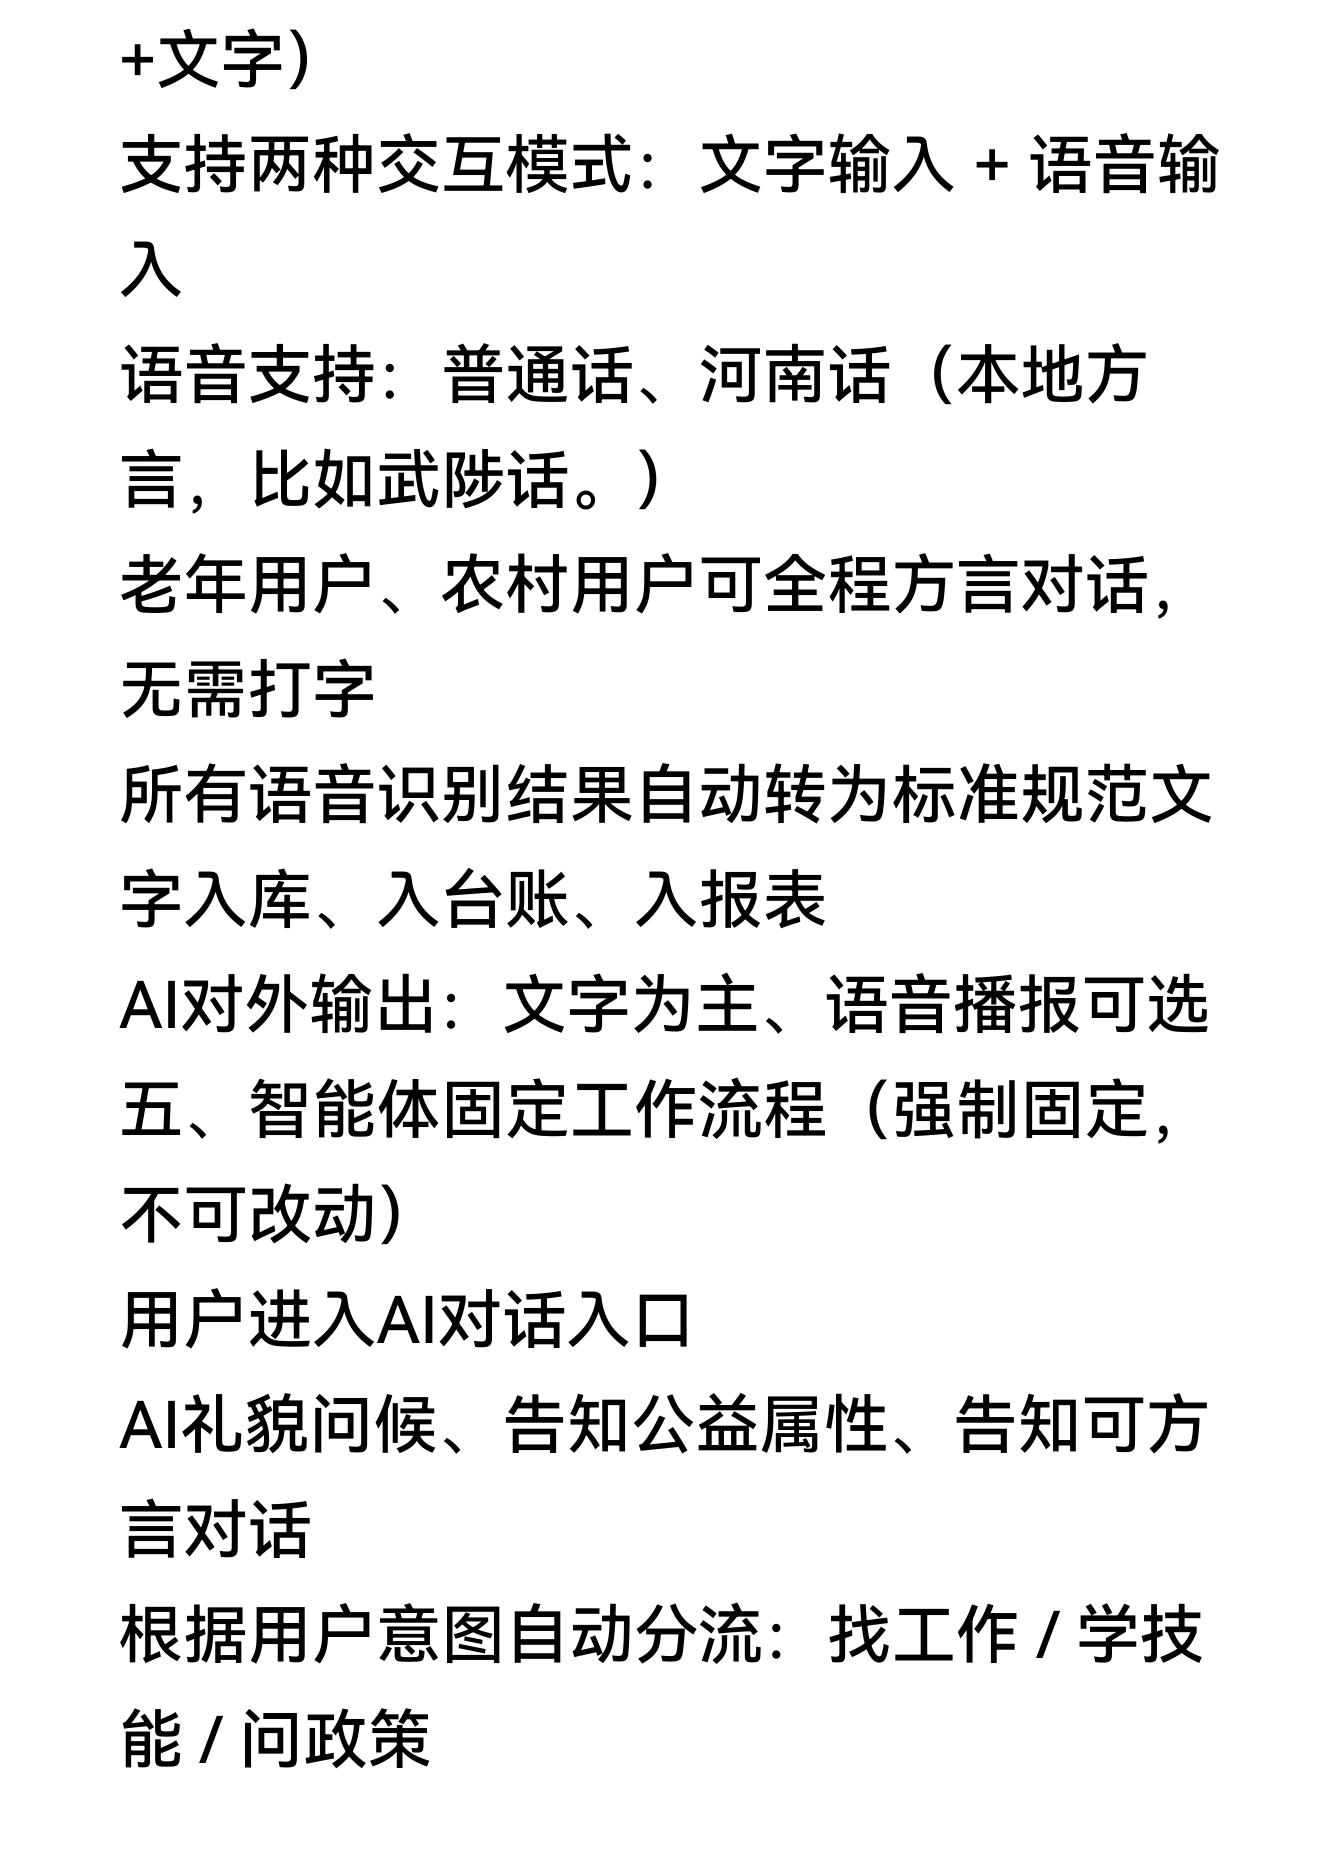 +文字）
支持两种交互模式：文字输入 + 语音输
入
语音支持：普通话、河南话（本地方
言，比如武陟话。）
老年用户、农村用户可全程方言对话，
无需打字
所有语音识别结果自动转为标准规范文
字入库、入台账、入报表
AI对外输出：文字为主、语音播报可选
五、智能体固定工作流程（强制固定，
不可改动）
用户进入AI对话入口
AI礼貌问候、告知公益属性、告知可方
言对话
根据用户意图自动分流：找工作 / 学技
能 / 问政策